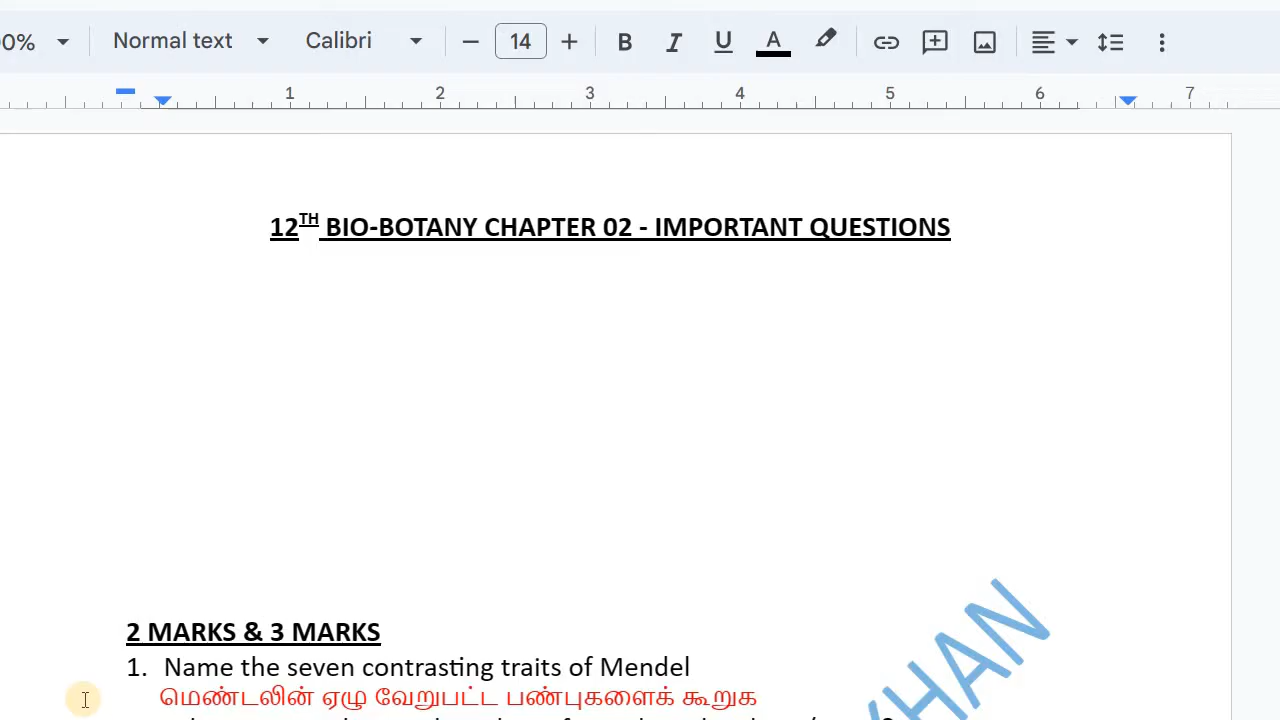 Normal text Calibri 14 B I U A
1 2 3 4 5 6 7
12TH BIO-BOTANY CHAPTER 02 - IMPORTANT QUESTIONS
2 MARKS & 3 MARKS
1. Name the seven contrasting traits of Mendel
மெண்டலின் ஏழு வேறுபட்ட பண்புகளைக் கூறுக
KHAN